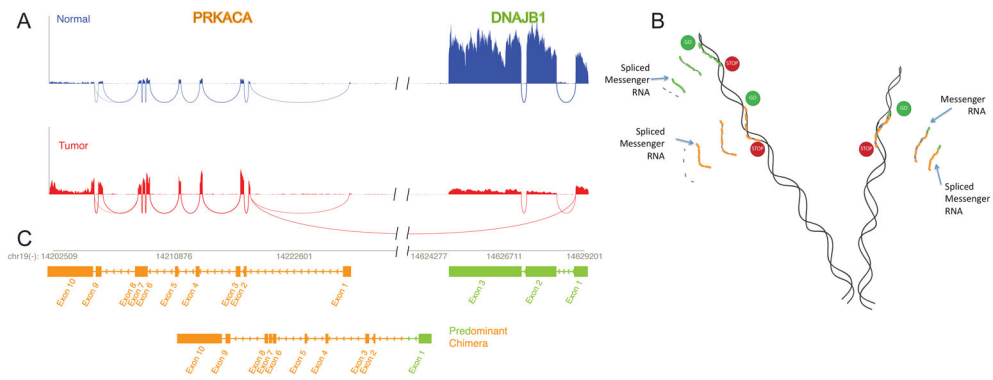 A
PRKACA
DNAJB1
Normal
Tumor
C
chr19(-): 14202509 14210876 14222601 14624277 14626711 14629201
Exon 10
Exon 9
Exon 8
Exon 7
Exon 6
Exon 5
Exon 4
Exon 3
Exon 2
Exon 1
Exon 3
Exon 2
Exon 1
Predominant
Chimera
Exon 10
Exon 9
Exon 8
Exon 7
Exon 6
Exon 5
Exon 4
Exon 3
Exon 2
Exon 1
B
GO
STOP
Spliced
Messenger
RNA
GO
STOP
Spliced
Messenger
RNA
GO
STOP
Messenger
RNA
Spliced
Messenger
RNA